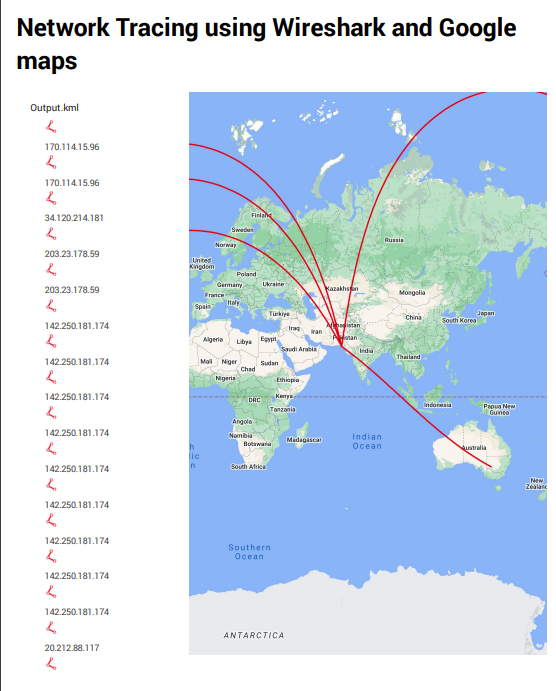 Network Tracing using Wireshark and Google
maps
Output.kml
170.114.15.96
170.114.15.96
34.120.214.181
203.23.178.59
203.23.178.59
142.250.181.174
142.250.181.174
142.250.181.174
142.250.181.174
142.250.181.174
142.250.181.174
142.250.181.174
142.250.181.174
142.250.181.174
20.212.88.117
Finland
Sweden
Norway
Russia
United
Kingdom
Poland
Germany
Ukraine
Kazakhstan
Mongolia
France
Spain
Italy
Türkiye
China
South Korea
Japan
Iraq
Iran
Afghanistan
Pakistan
Algeria
Libya
Egypt
Saudi Arabia
India
Thailand
Mali
Niger
Chad
Sudan
Nigeria
Ethiopia
DRC
Kenya
Tanzania
Indonesia
Papua New
Guinea
Angola
Namibia
Botswana
Madagascar
Indian
Ocean
Australia
South Africa
h
tic
n
New
Zealand
Southern
Ocean
ANTARCTICA